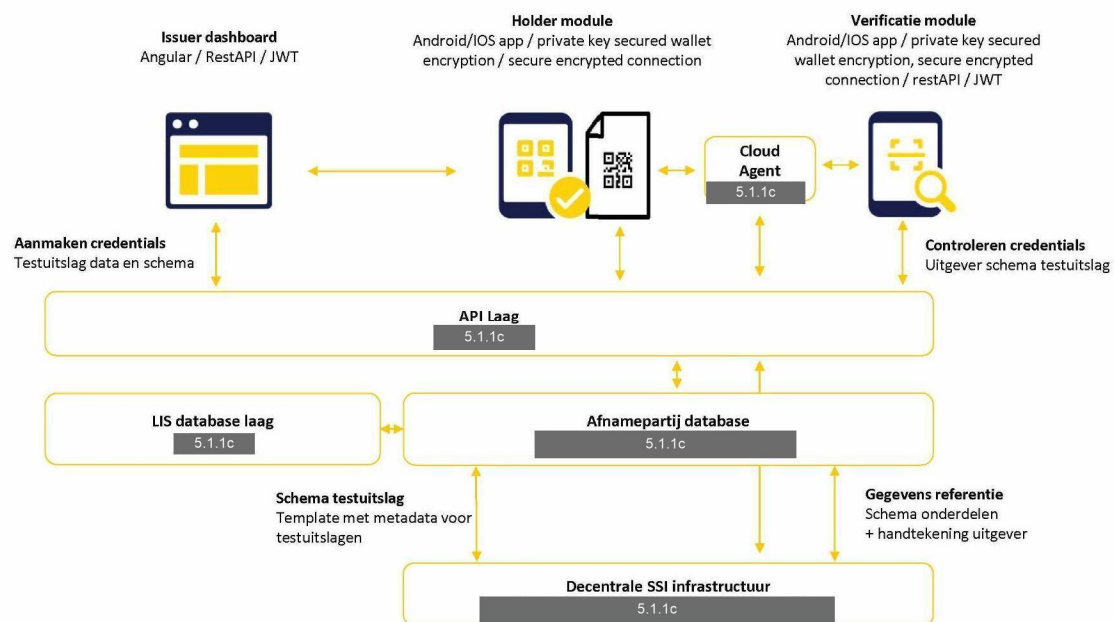 Issuer dashboard
Angular / RestAPI / JWT
Holder module
Android/IOS app / private key secured wallet
encryption / secure encrypted connection
Verificatie module
Android/IOS app / private key secured
wallet encryption, secure encrypted
connection / restAPI / JWT
Cloud
Agent
5.1.1c
Aanmaken credentials
Testuitslag data en schema
Controleren credentials
Uitgever schema testuitslag
API Laag
5.1.1c
LIS database laag
5.1.1c
Afnamepartij database
5.1.1c
Schema testuitslag
Template met metadata voor
testuitslagen
Gegevens referentie
Schema onderdelen
+ handtekening uitgever
Decentrale SSI infrastructuur
5.1.1c